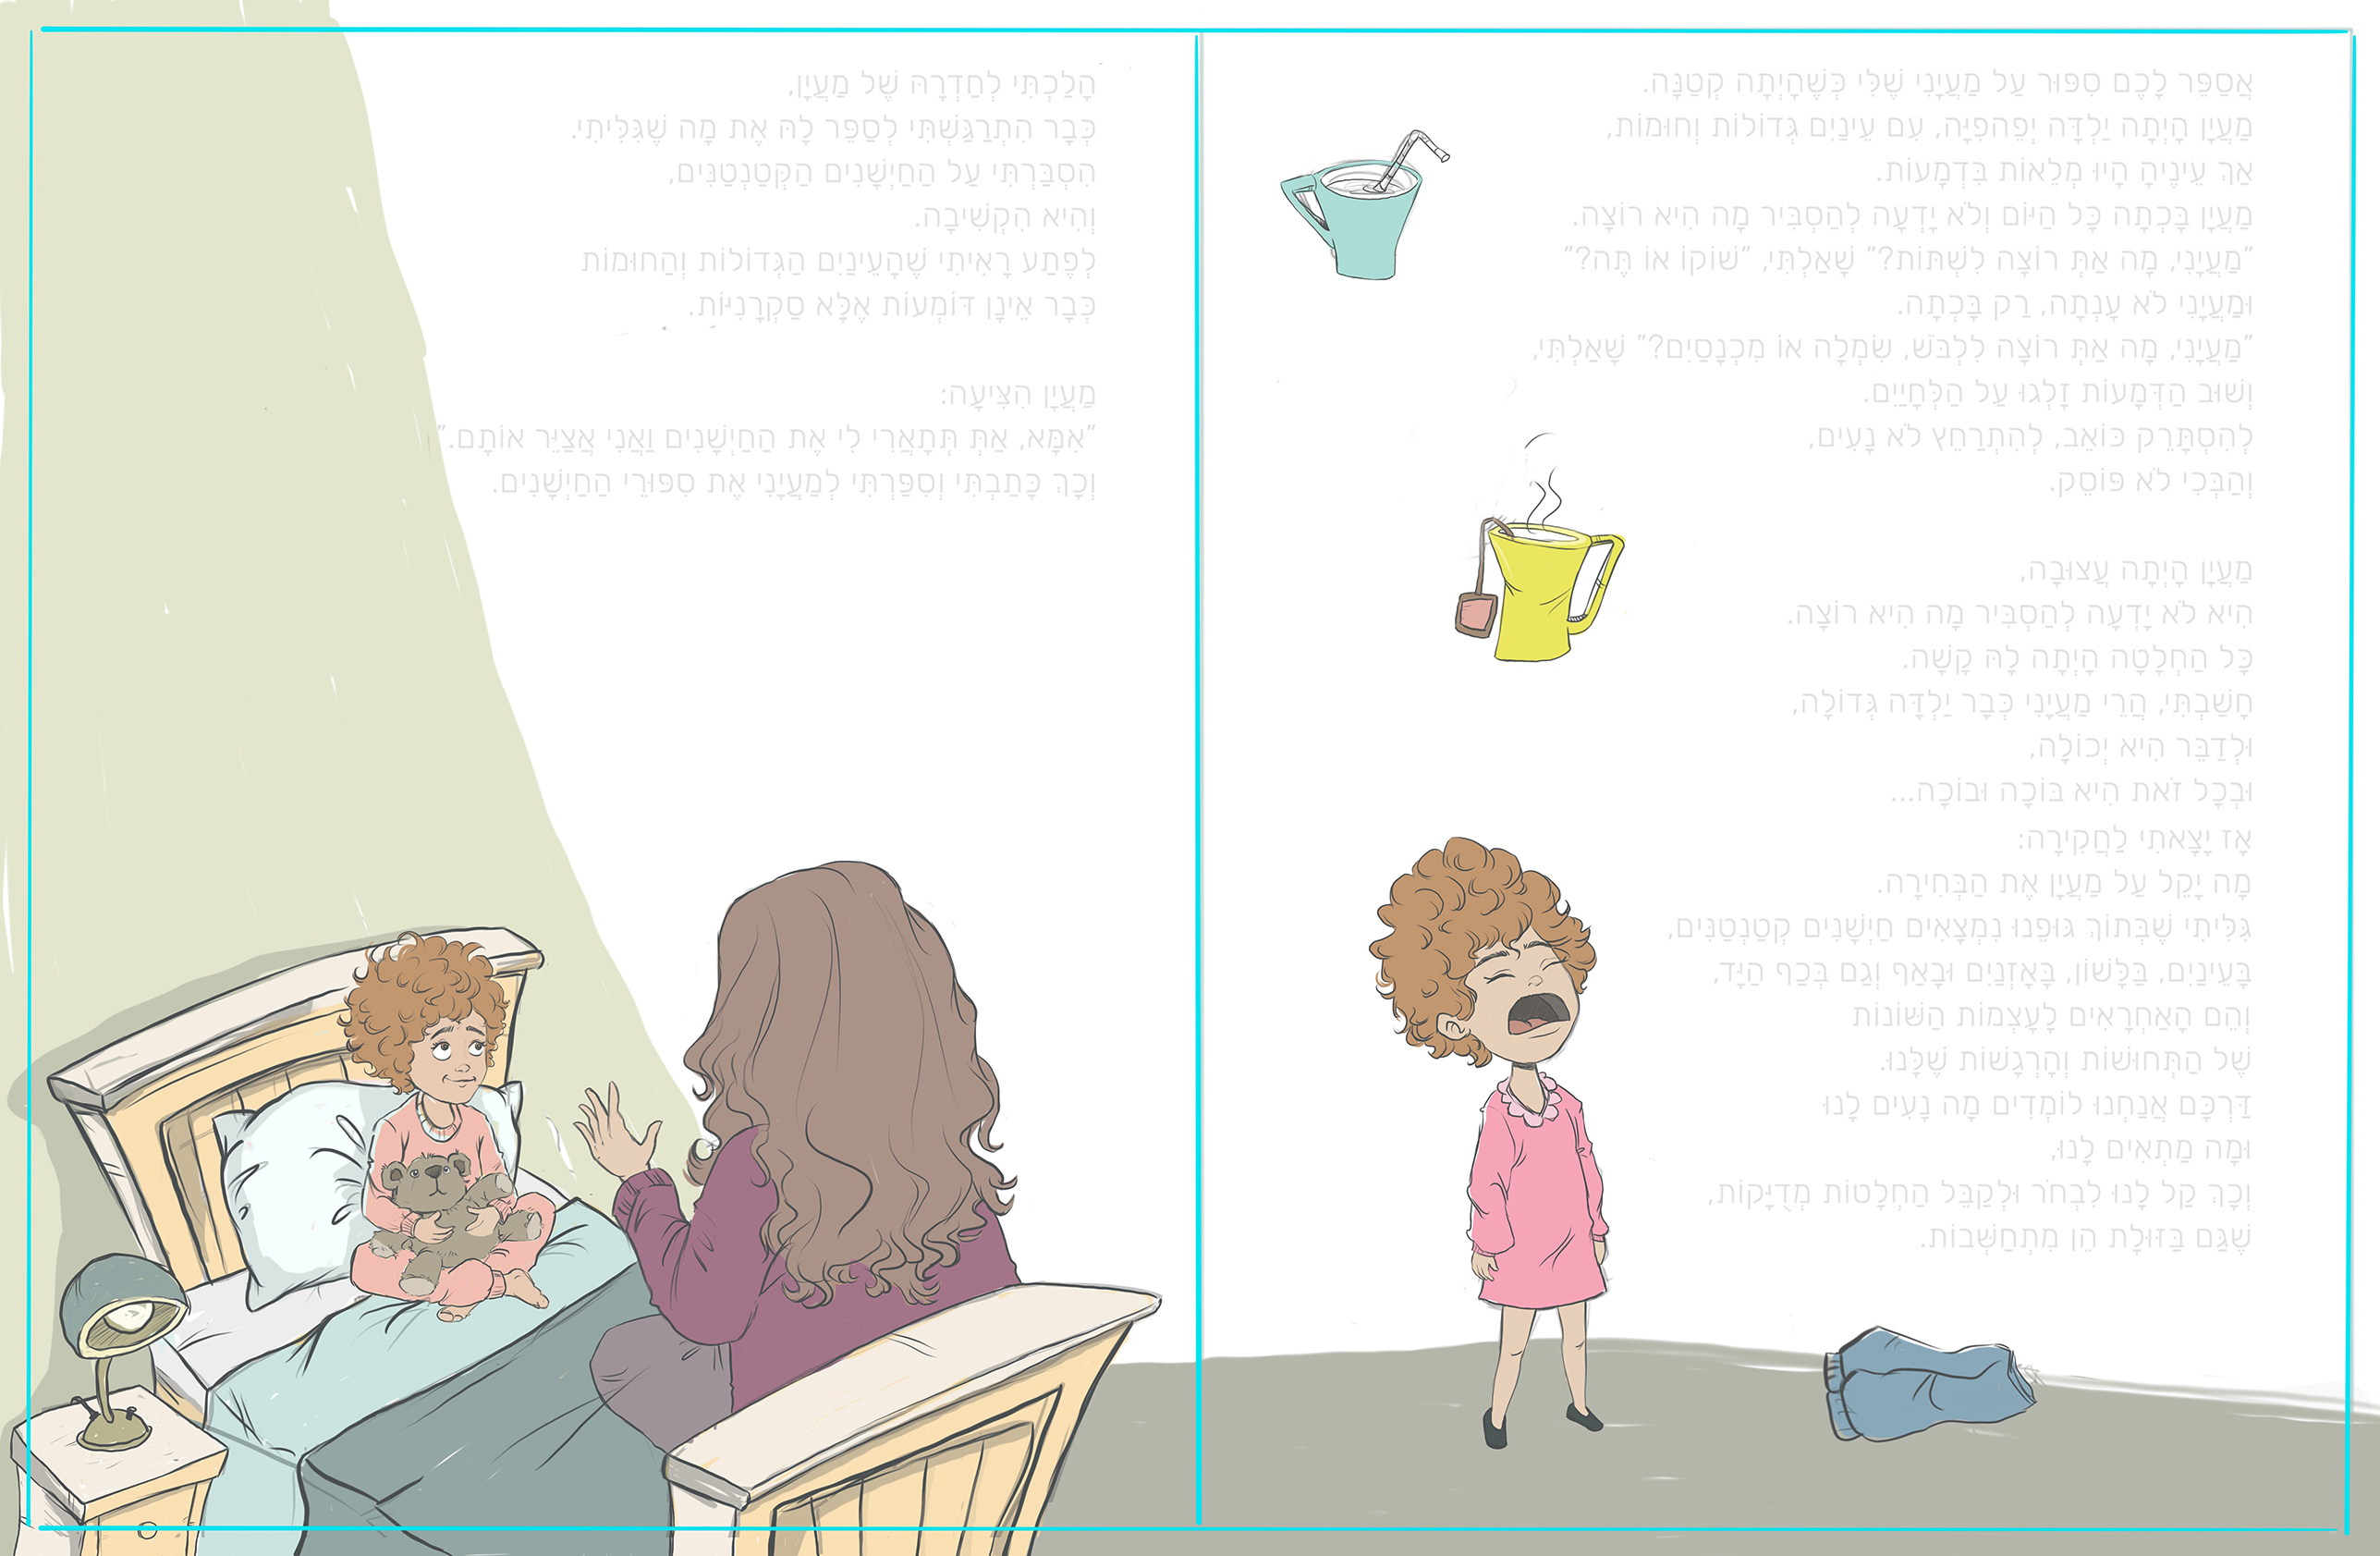 אֲסַפֵּר לָכֶם סִפּוּר עַל מַעֲיָנִי שֶׁלִּי כְּשֶׁהָיְתָה קְטַנָּה.
מַעֲיָן הָיְתָה יַלְדָּה יְפֵהפִיָּה, עִם עֵינַיִם גְּדוֹלוֹת וְחוּמוֹת,
אַךְ עֵינֶיהָ הָיוּ מְלֵאוֹת בִּדְמָעוֹת.
מַעֲיָן בָּכְתָה כָּל הַיּוֹם וְלֹא יָדְעָה לְהַסְבִּיר מָה הִיא רוֹצָה.
"מַעֲיָנִי, מָה אַתְּ רוֹצָה לִשְׁתּוֹת?" שָׁאַלְתִּי, "שׁוֹקוֹ אוֹ תֵּה?"
וּמַעֲיָנִי לֹא עָנְתָה, רַק בָּכְתָה.
"מַעֲיָנִי, מָה אַתְּ רוֹצָה לִלְבֹּשׁ, שִׂמְלָה אוֹ מִכְנָסַיִם?" שָׁאַלְתִּי,
וְשׁוּב הַדְּמָעוֹת זָלְגוּ עַל הַלְּחָיַיִם.
לְהִסְתָּרֵק כּוֹאֵב, לְהִתְרַחֵץ לֹא נָעִים,
וְהַבְּכִי לֹא פּוֹסֵק.
מַעֲיָן הָיְתָה עֲצוּבָה,
הִיא לֹא יָדְעָה לְהַסְבִּיר מָה הִיא רוֹצָה.
כָּל הַחְלָטָה הָיְתָה לָהּ קָשָׁה.
חָשַׁבְתִּי, הֲרֵי מַעֲיָנִי כְּבָר יַלְדָּה גְּדוֹלָה,
וּלְדַבֵּר הִיא יְכוֹלָה,
וּבְכָל זֹאת הִיא בּוֹכָה וּבוֹכָה...
אָז יָצָאתִי לַחֲקִירָה:
מָה יָקֵל עַל מַעֲיָן אֶת הַבְּחִירָה.
גִּלִּיתִי שֶׁבְּתוֹךְ גּוּפֵנוּ נִמְצָאִים חַיְשָׁנִים קְטַנְטַנִּים,
בָּעֵינַיִם, בַּלָּשׁוֹן, בָּאָזְנַיִם וּבָאַף וְגַם בְּכַף הַיָּד,
וְהֵם הָאַחְרָאִים לָעָצְמוֹת הַשּׁוֹנוֹת
שֶׁל הַתְּחוּשׁוֹת וְהָרְגָשׁוֹת שֶׁלָּנוּ.
דַּרְכָּם אֲנַחְנוּ לוֹמְדִים מָה נָעִים לָנוּ
וּמָה מַתְאִים לָנוּ,
וְכָךְ קַל לָנוּ לִבְחֹר וּלְקַבֵּל הַחְלָטוֹת מְדֻיָּקוֹת,
שֶׁגַּם בַּזּוּלָת הֵן מִתְחַשְּׁבוֹת.
הָלַכְתִּי לְחַדְרָהּ שֶׁל מַעֲיָן,
כְּבָר הִתְרַגַּשְׁתִּי לְסַפֵּר לָהּ אֶת מָה שֶׁגִּלִּיתִי.
הִסְבַּרְתִּי עַל הַחַיְשָׁנִים הַקְּטַנְטַנִּים,
וְהִיא הִקְשִׁיבָה.
לְפֶתַע רָאִיתִי שֶׁהָעֵינַיִם הַגְּדוֹלוֹת וְהַחוּמוֹת
כְּבָר אֵינָן דּוֹמְעוֹת אֶלָּא סַקְרָנִיּוֹת.
מַעֲיָן הִצִּיעָה:
"אִמָּא, אַתְּ תְּתָאֲרִי לִי אֶת הַחַיְשָׁנִים וַאֲנִי אֲצַיֵּר אוֹתָם."
וְכָךְ כָּתַבְתִּי וְסִפַּרְתִּי לְמַעֲיָנִי אֶת סִפּוּרֵי הַחַיְשָׁנִים.